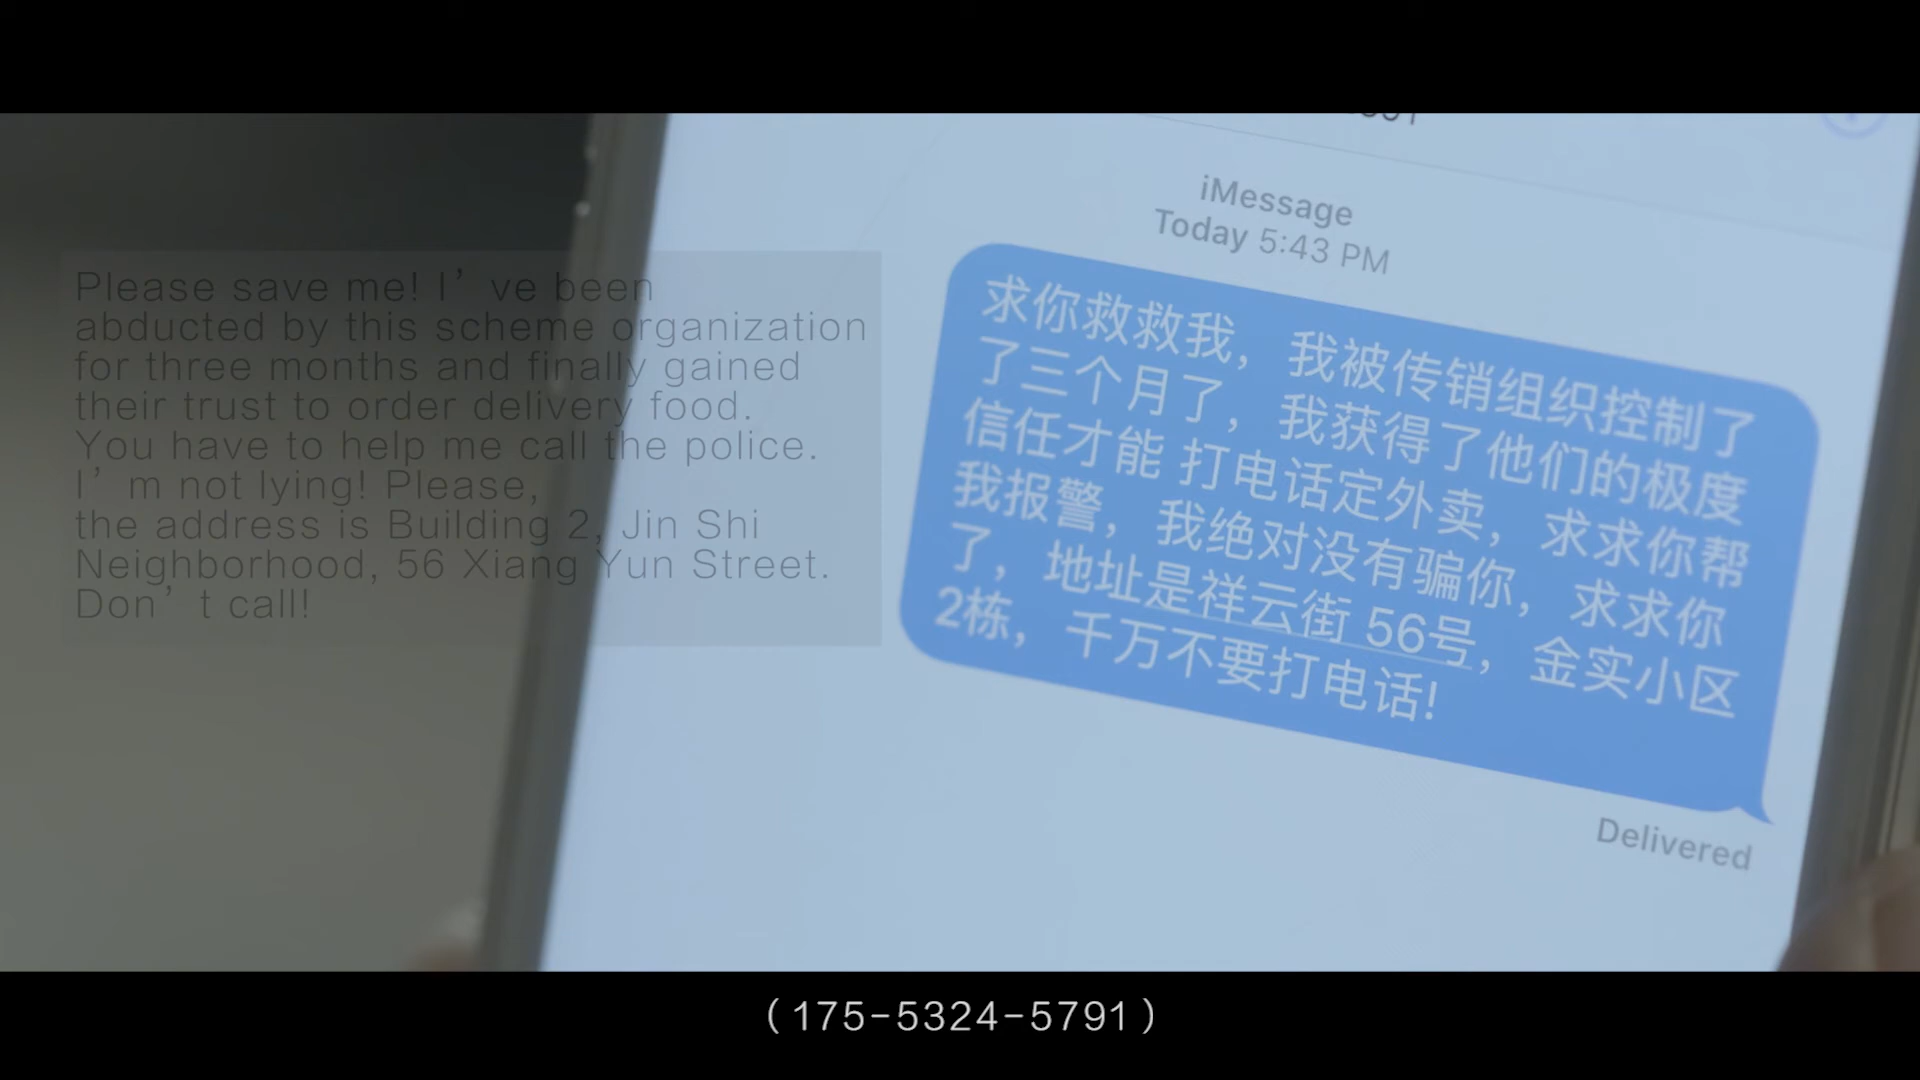 iMessage
Today 5:43 PM
求你救救我，我被传销组织控制了
了三个月了，我获得了他们的极度
信任才能 打电话定外卖，求求你帮
我报警，我绝对没有骗你，求求你
了，地址是祥云街 56号，金实小区
2栋，千万不要打电话!
Delivered
Please save me! I’ve been
abducted by this scheme organization
for three months and finally gained
their trust to order delivery food.
You have to help me call the police.
I’m not lying! Please,
the address is Building 2, Jin Shi
Neighborhood, 56 Xiang Yun Street.
Don’t call!
(175-5324-5791)